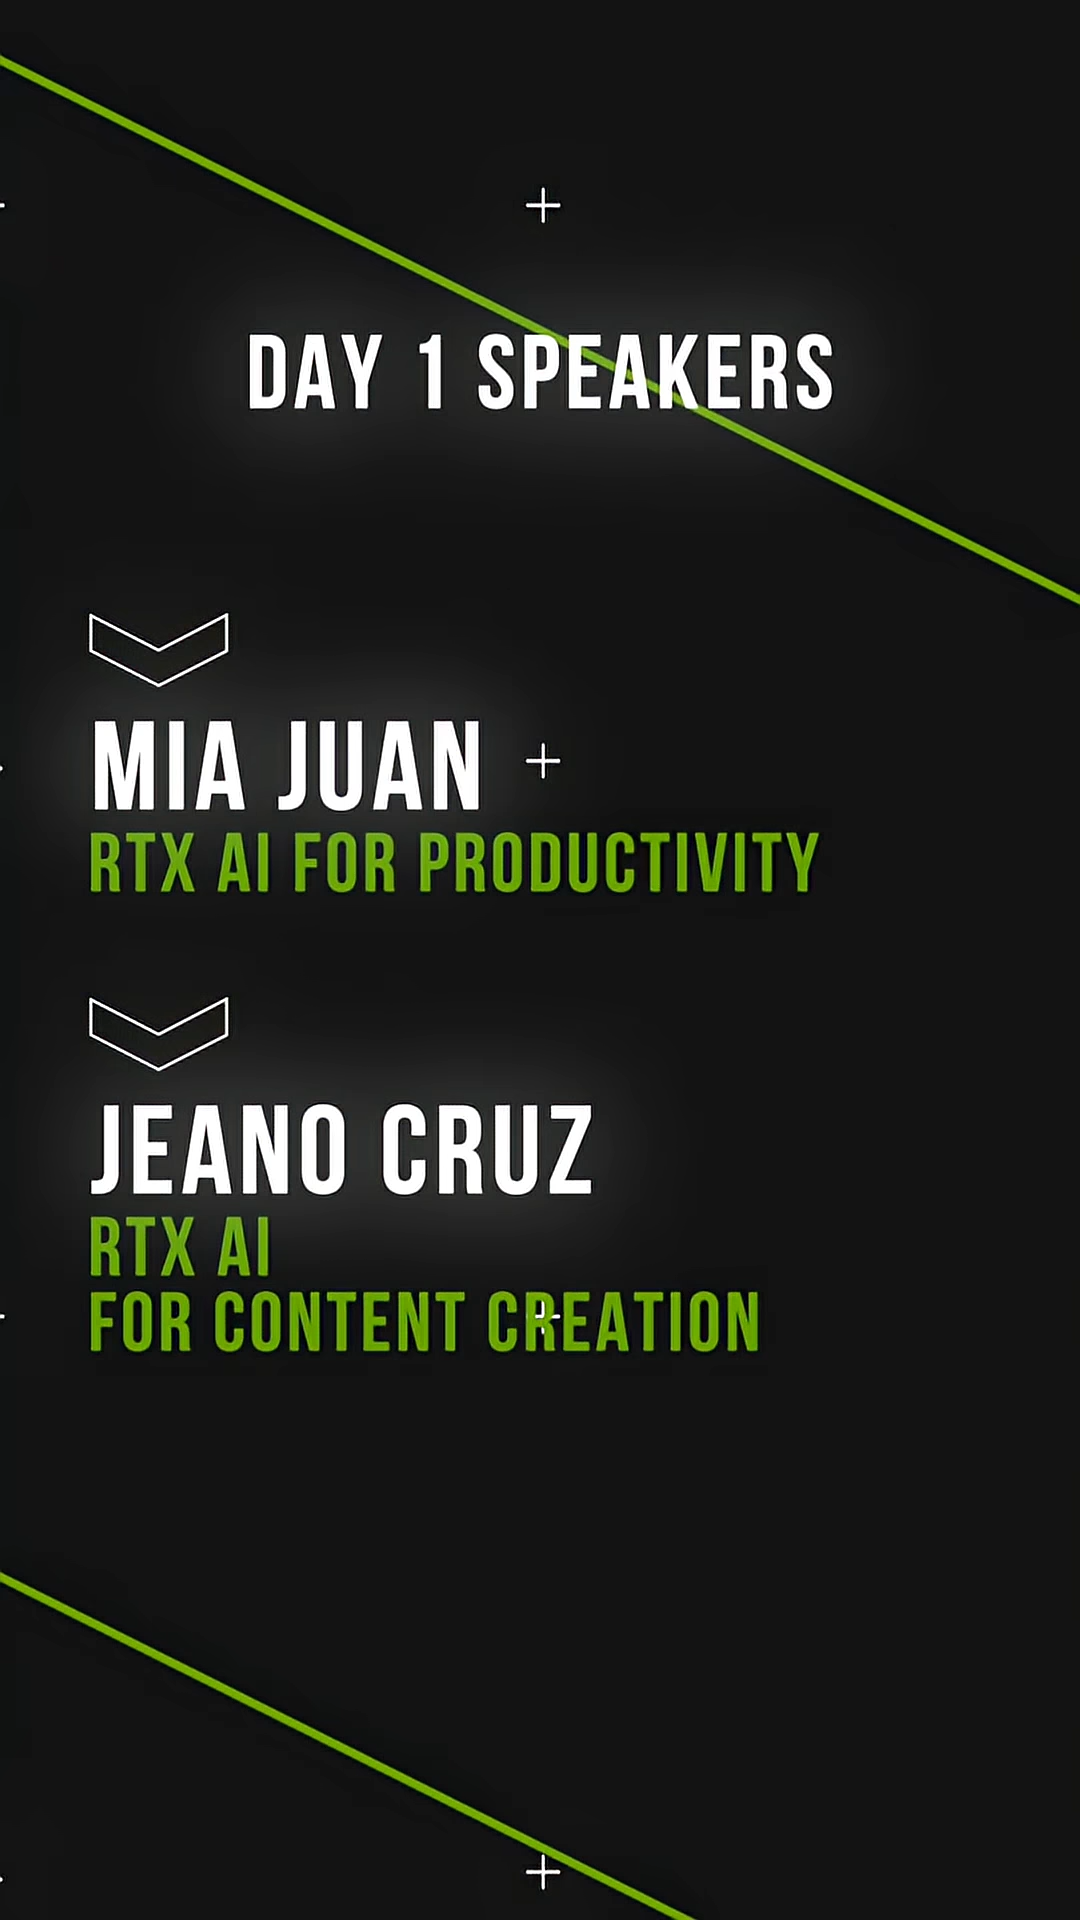 DAY 1 SPEAKERS
MIA JUAN
RTX AI FOR PRODUCTIVITY
JEANO CRUZ
RTX AI
FOR CONTENT CREATION